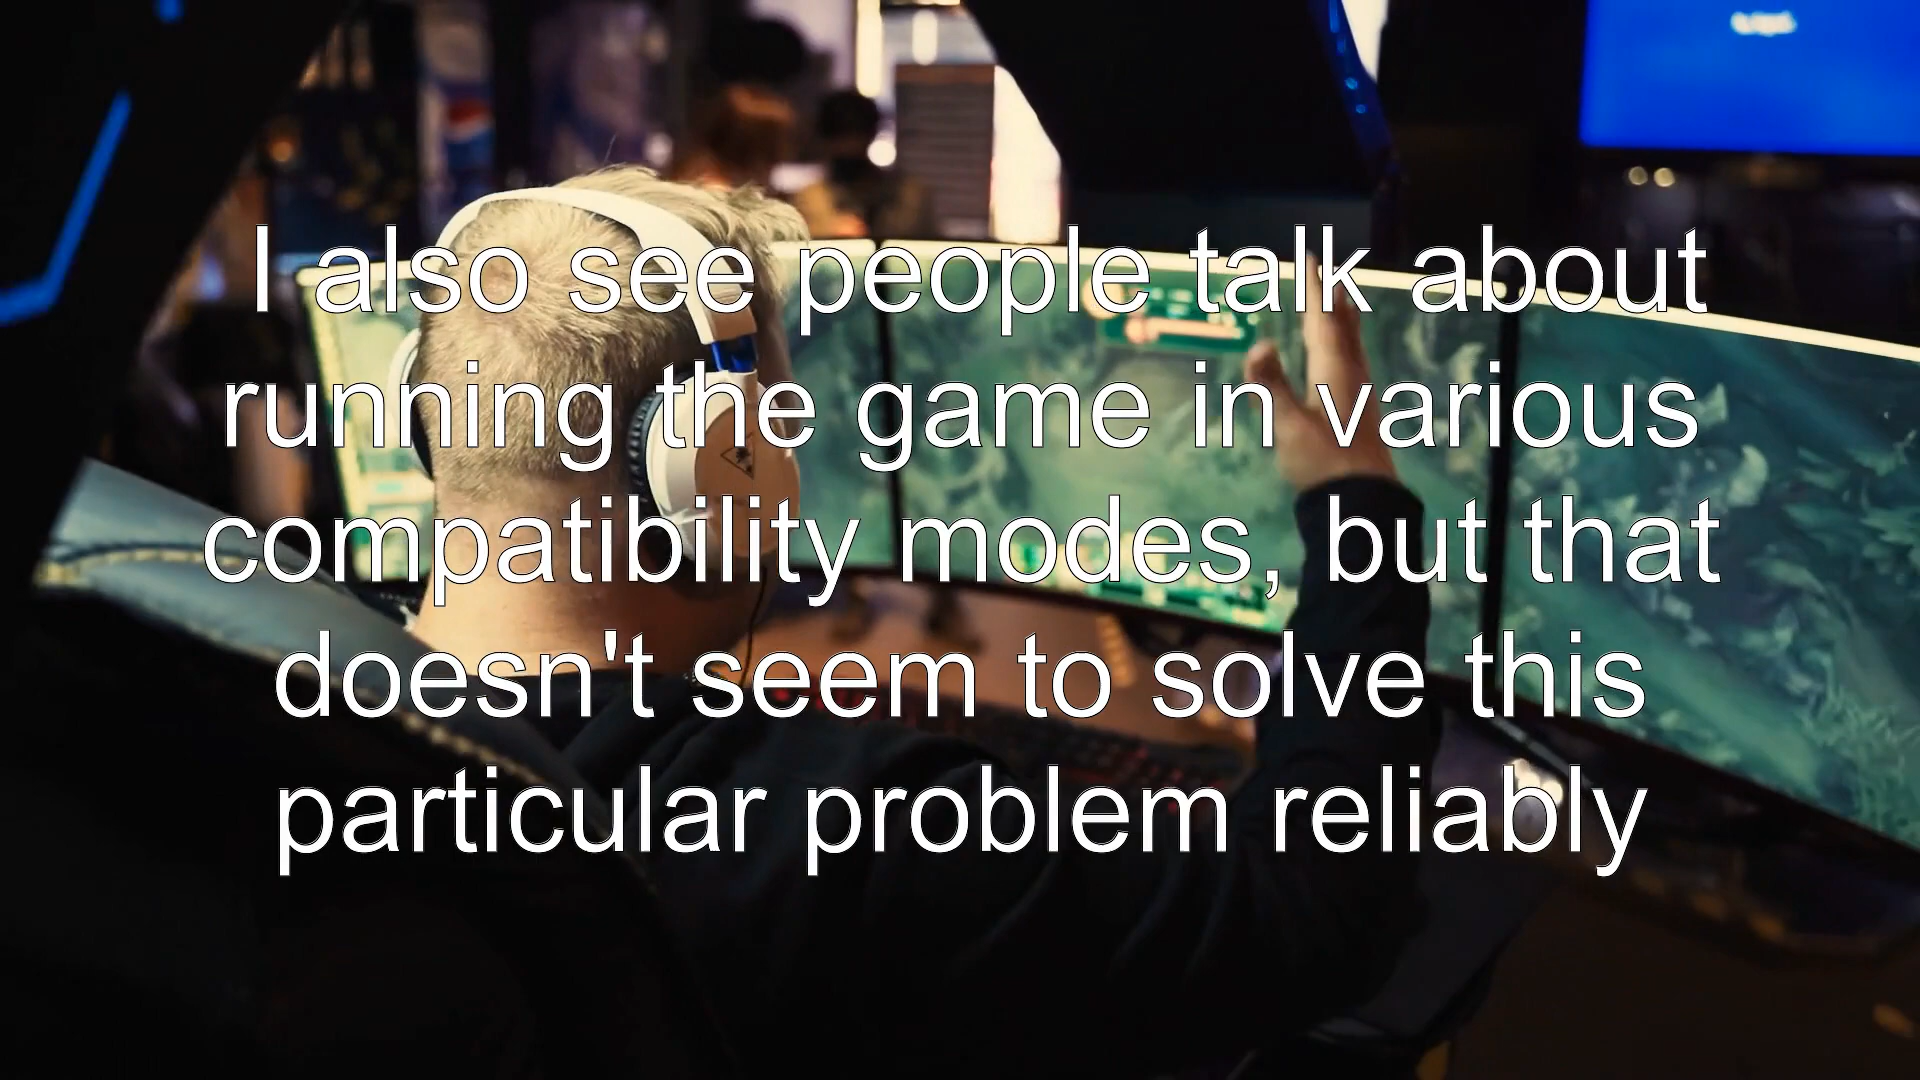 I also see people talk about
running the game in various
compatibility modes, but that
doesn't seem to solve this
particular problem reliably